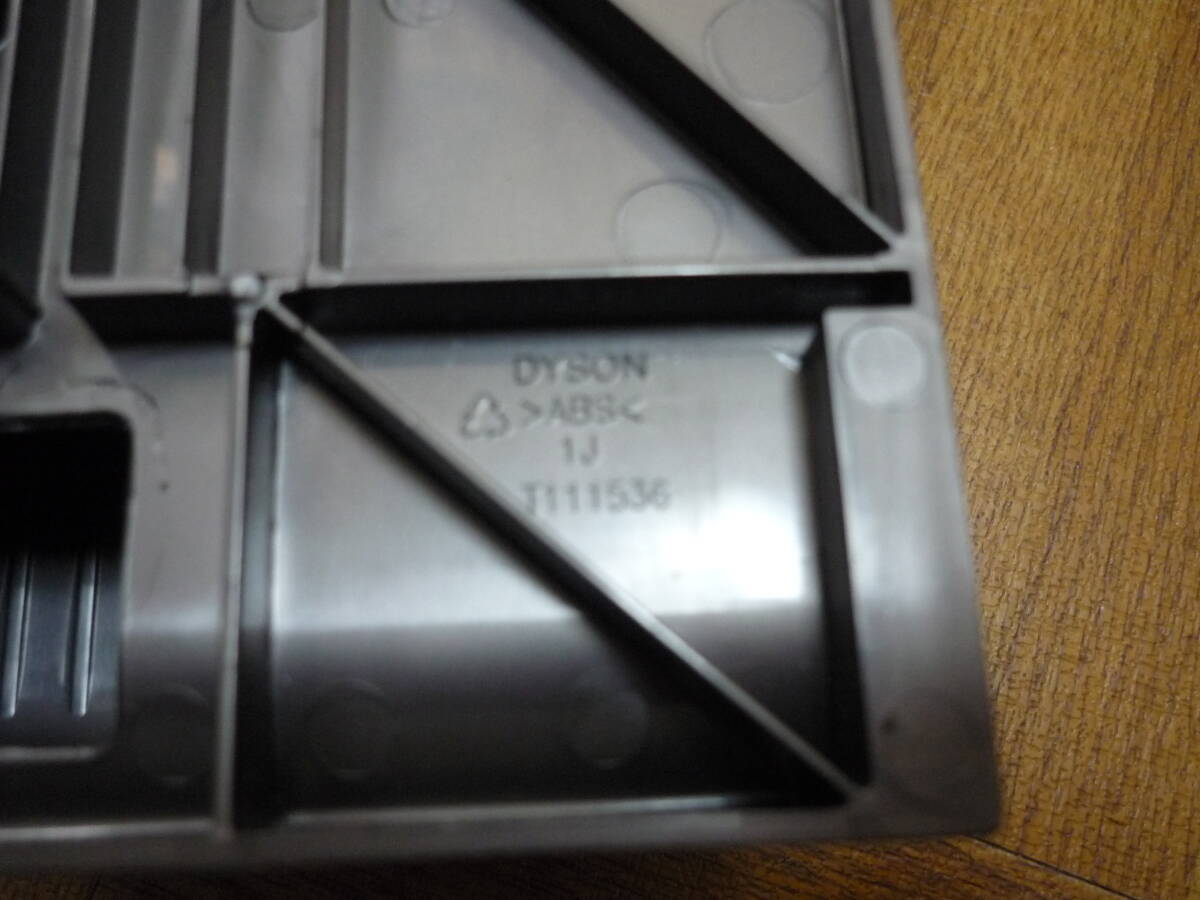 DYSON
>ABS<
1J
T111536